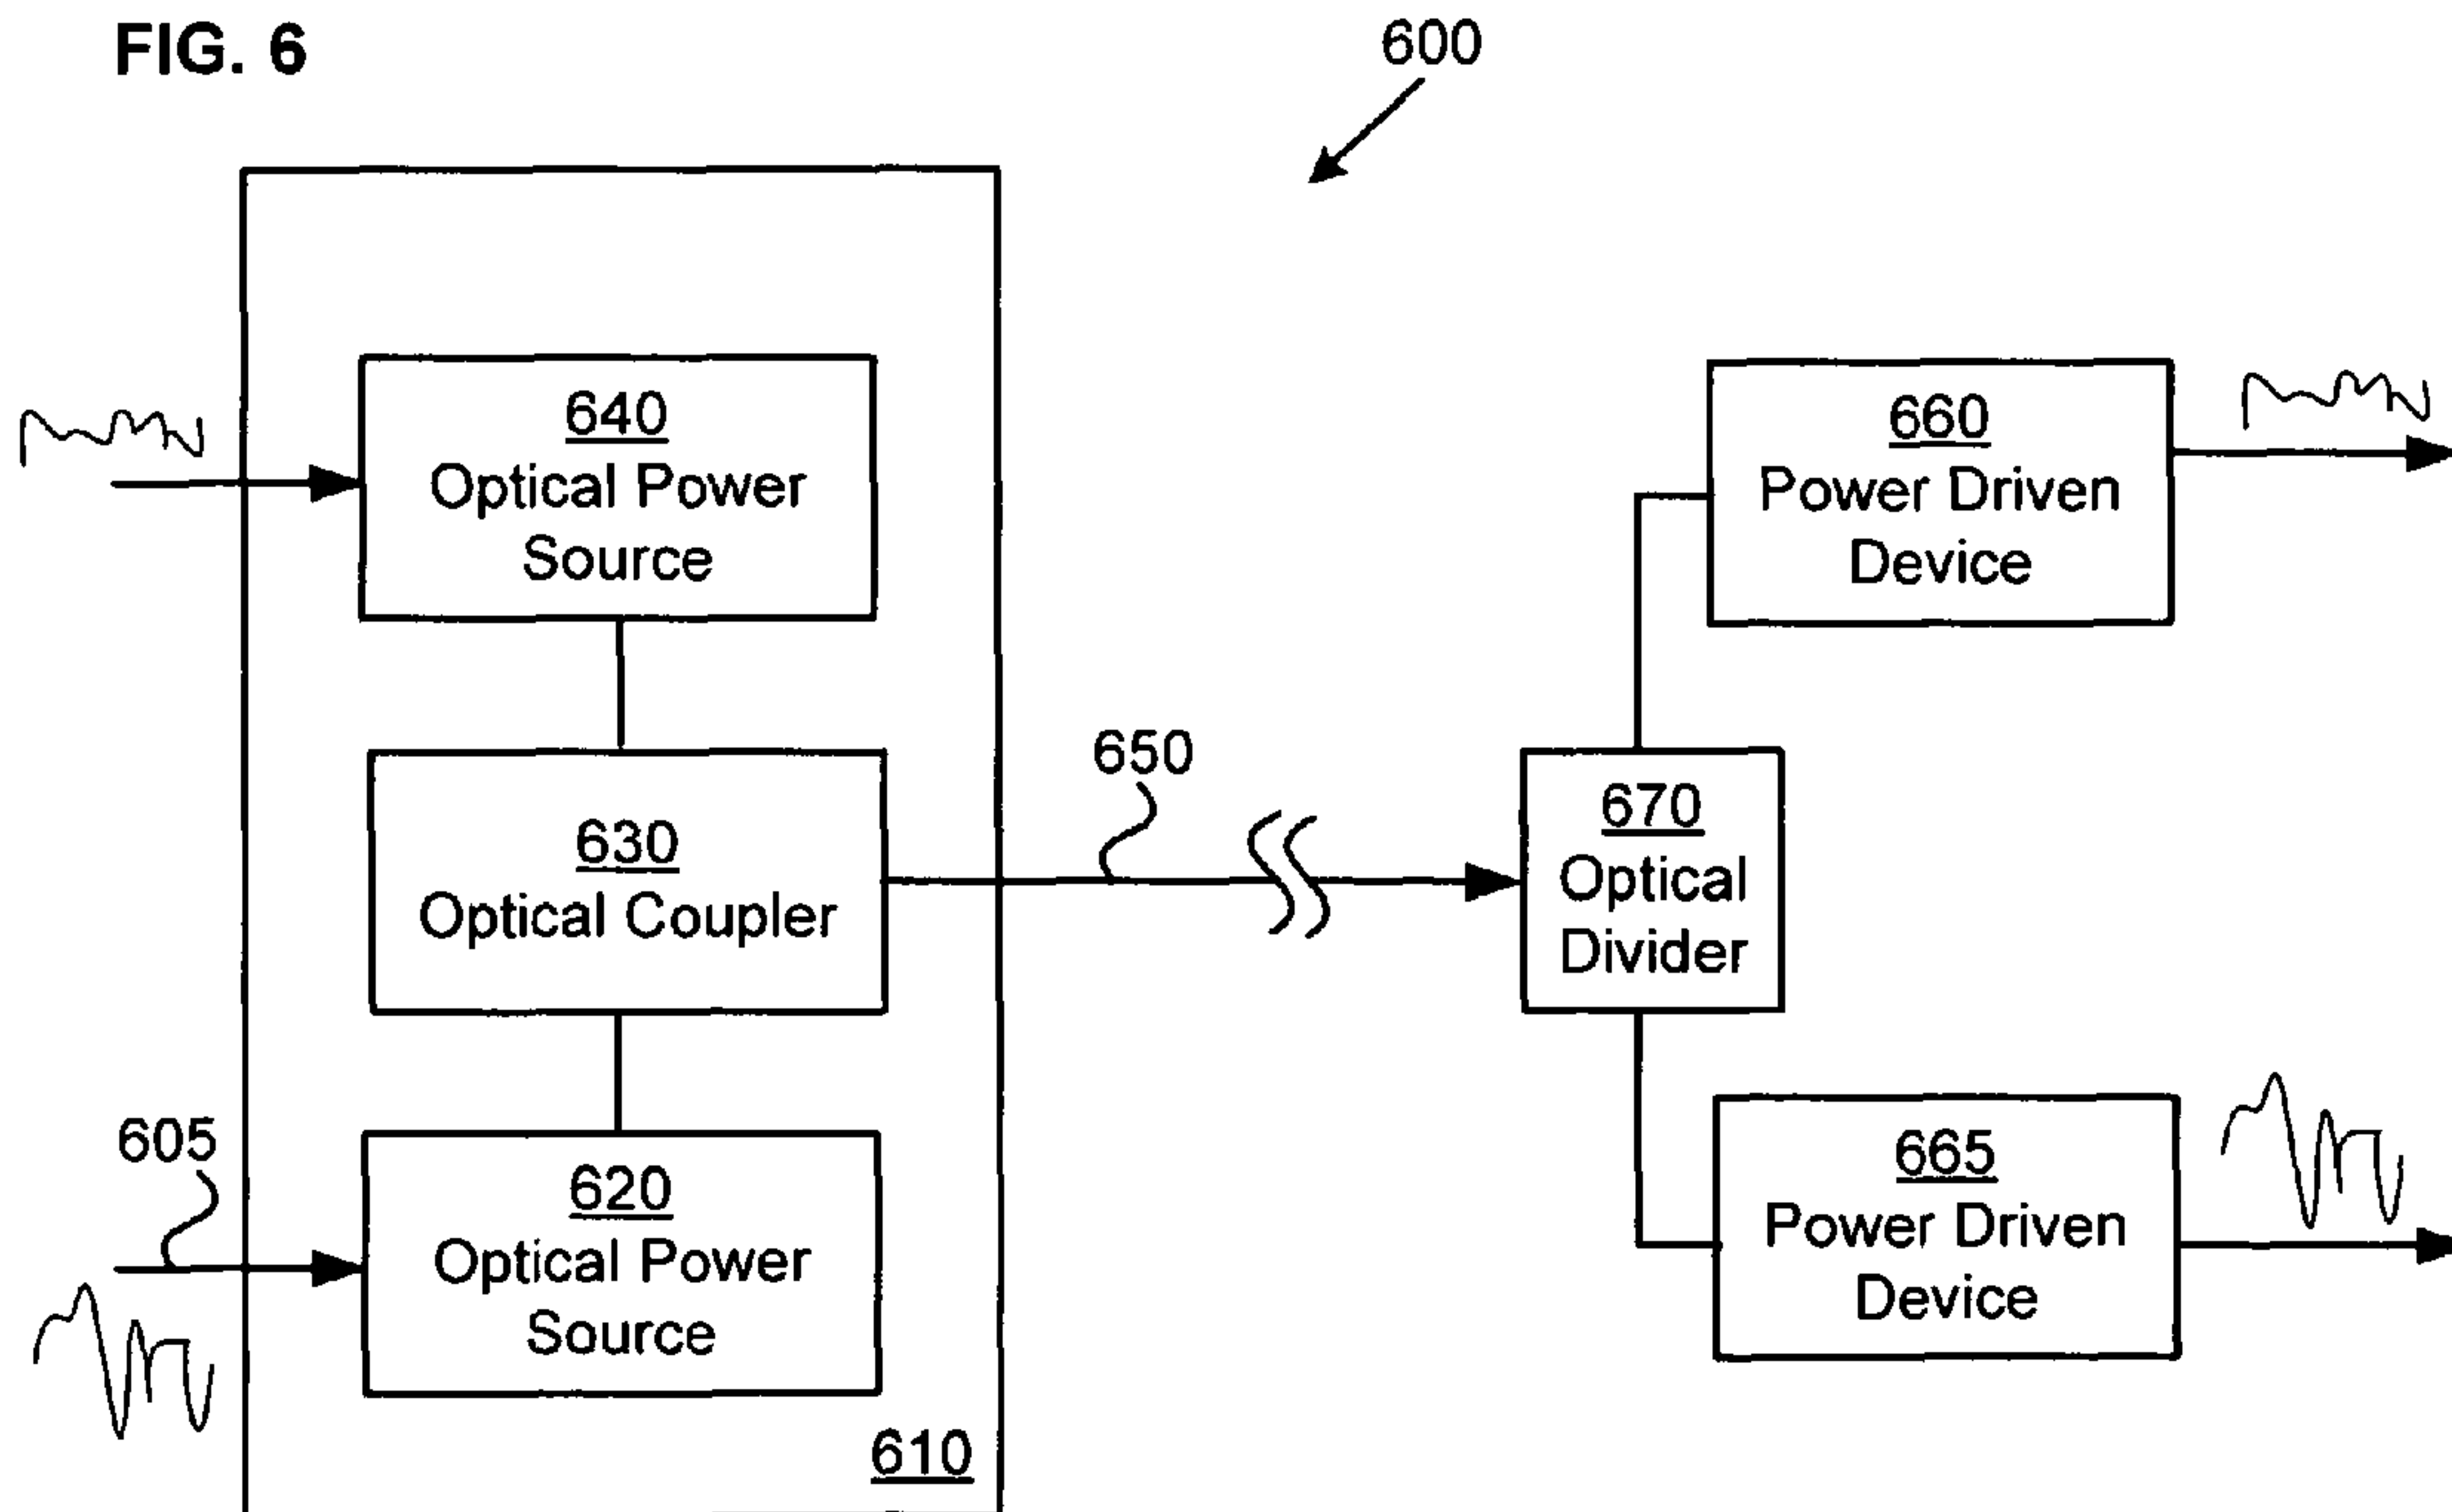 FIG. 6
600
640
Optical Power
Source
660
Power Driven
Device
650
630
Optical Coupler
670
Optical
Divider
605
620
Optical Power
Source
665
Power Driven
Device
610